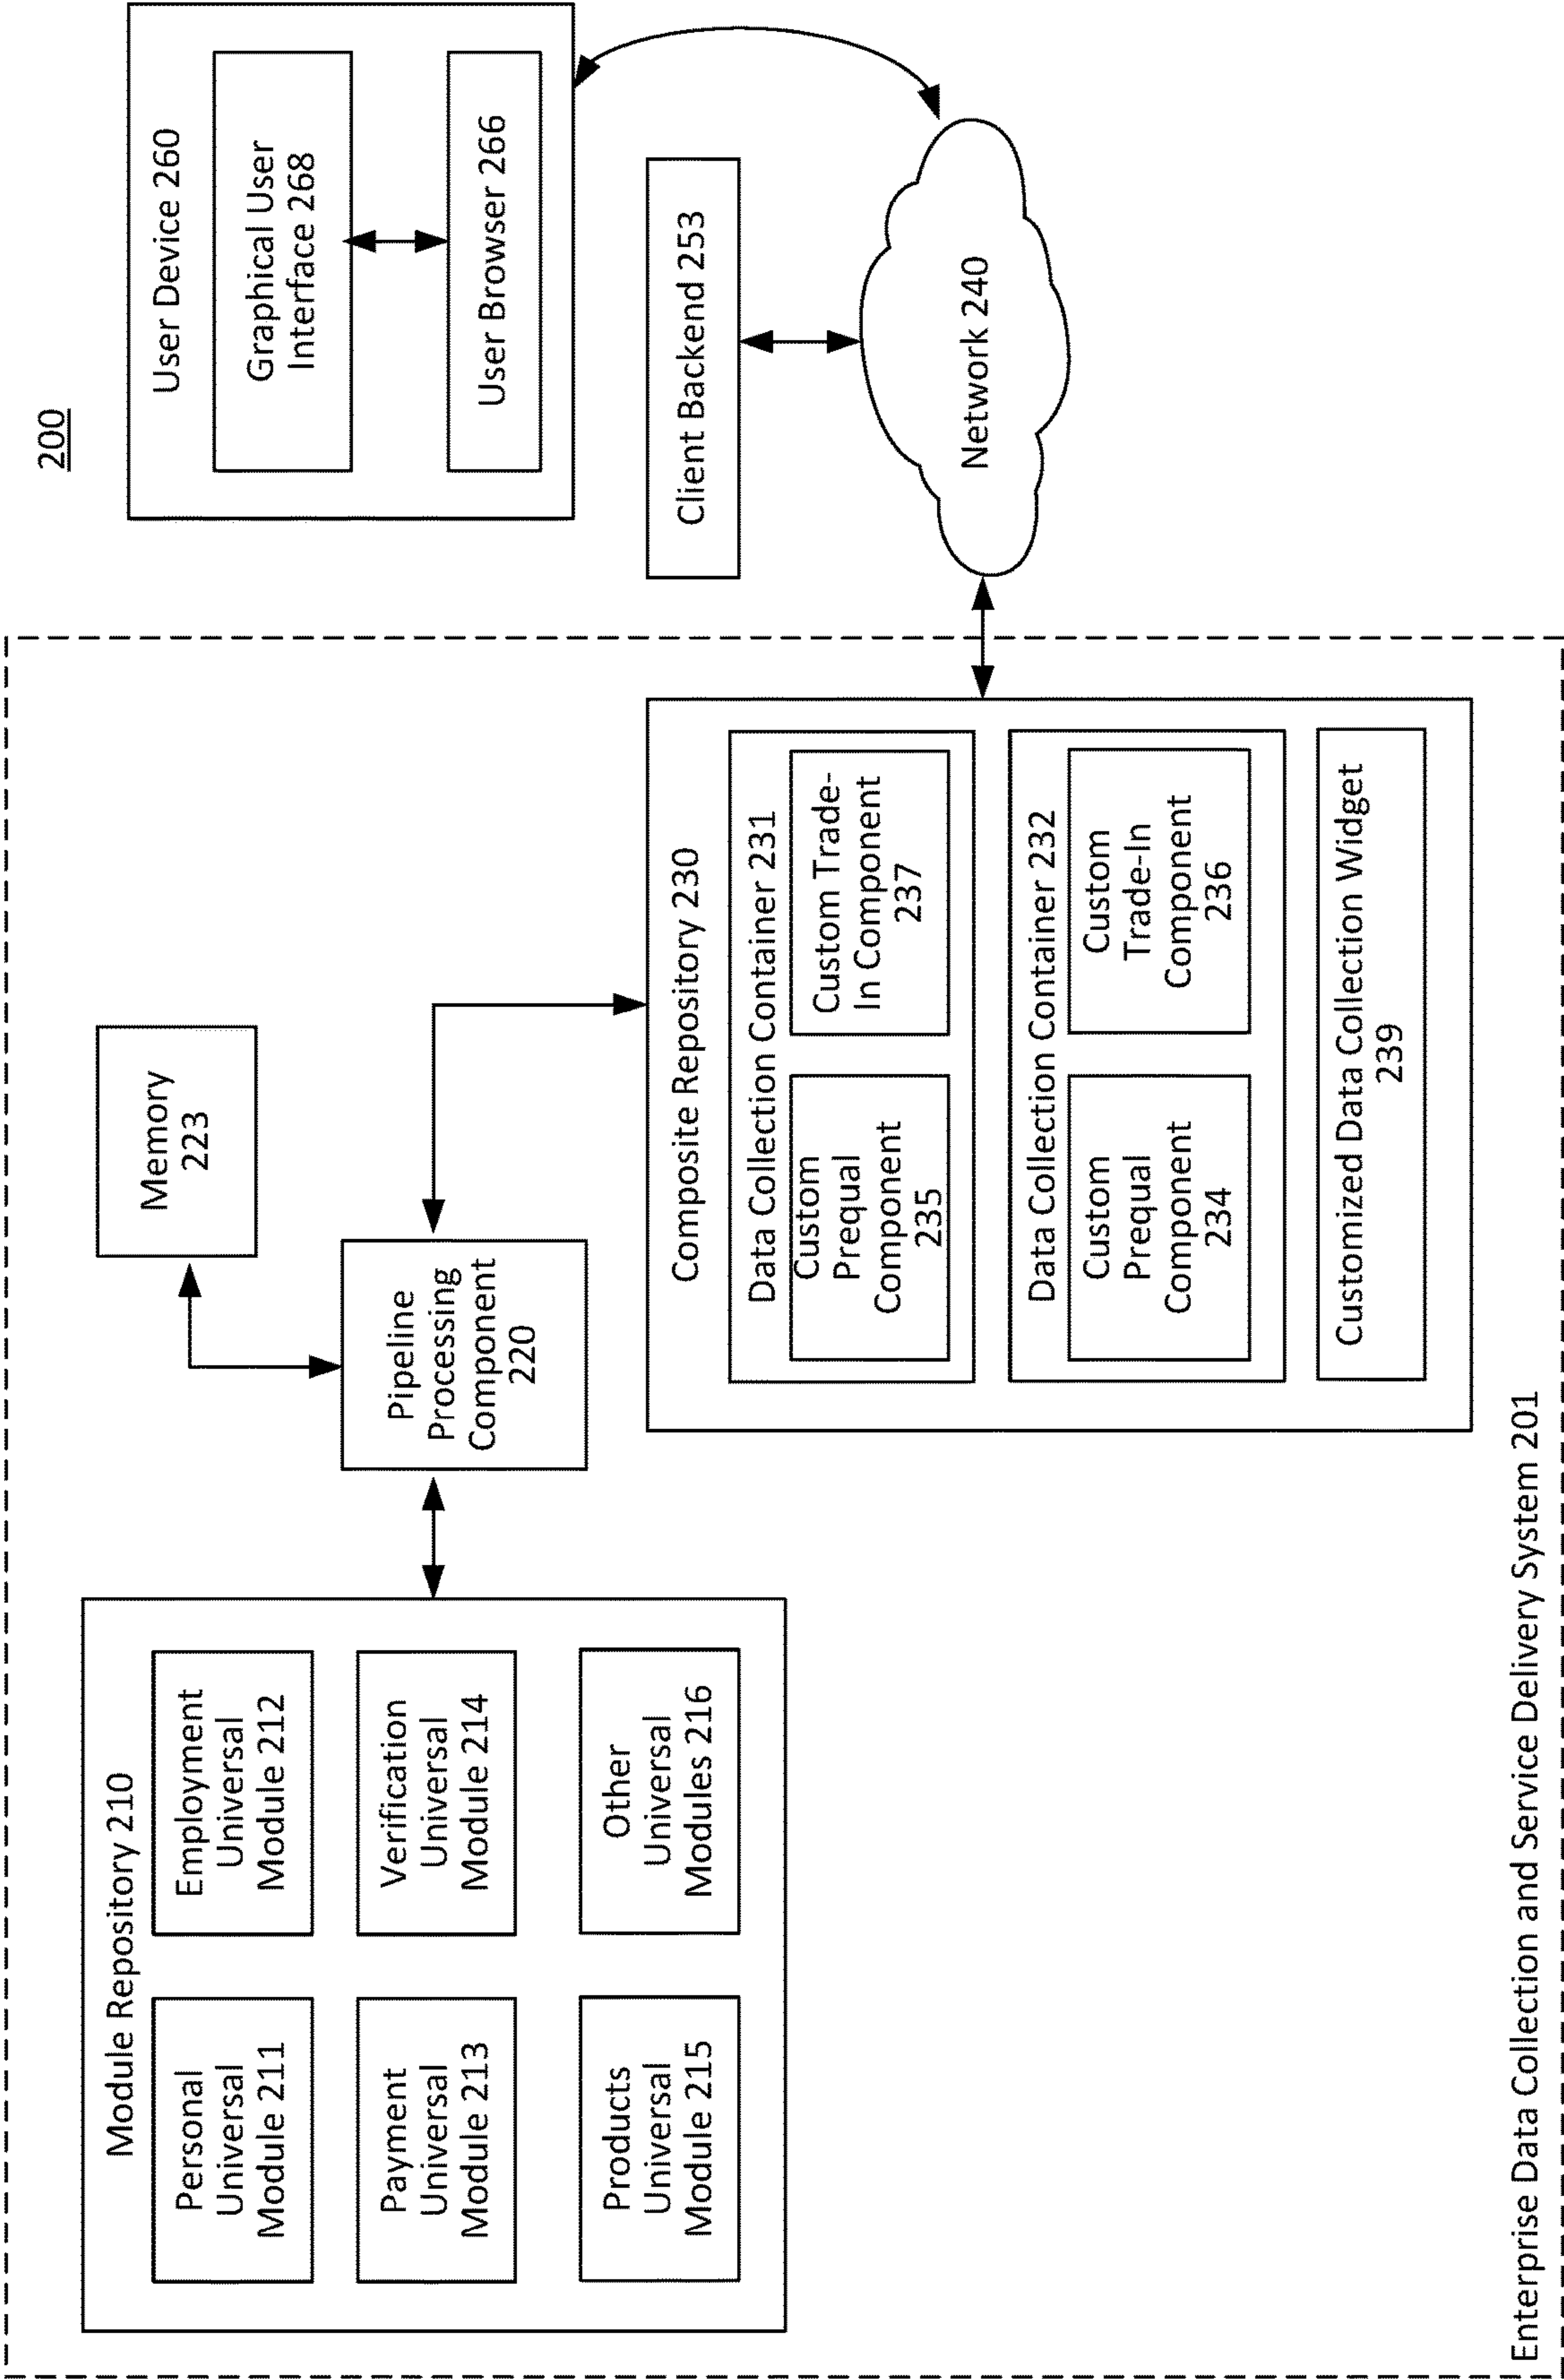 200
Module Repository 210
Personal
Universal
Module 211
Employment
Universal
Module 212
Payment
Universal
Module 213
Verification
Universal
Module 214
Products
Universal
Module 215
Other
Universal
Modules 216
Memory
223
Pipeline
Processing
Component
220
Composite Repository 230
Data Collection Container 231
Custom
Prequal
Component
235
Custom Trade-
In Component
237
Data Collection Container 232
Custom
Prequal
Component
234
Custom
Trade-In
Component
236
Customized Data Collection Widget
239
Enterprise Data Collection and Service Delivery System 201
User Device 260
Graphical User
Interface 268
User Browser 266
Client Backend 253
Network 240